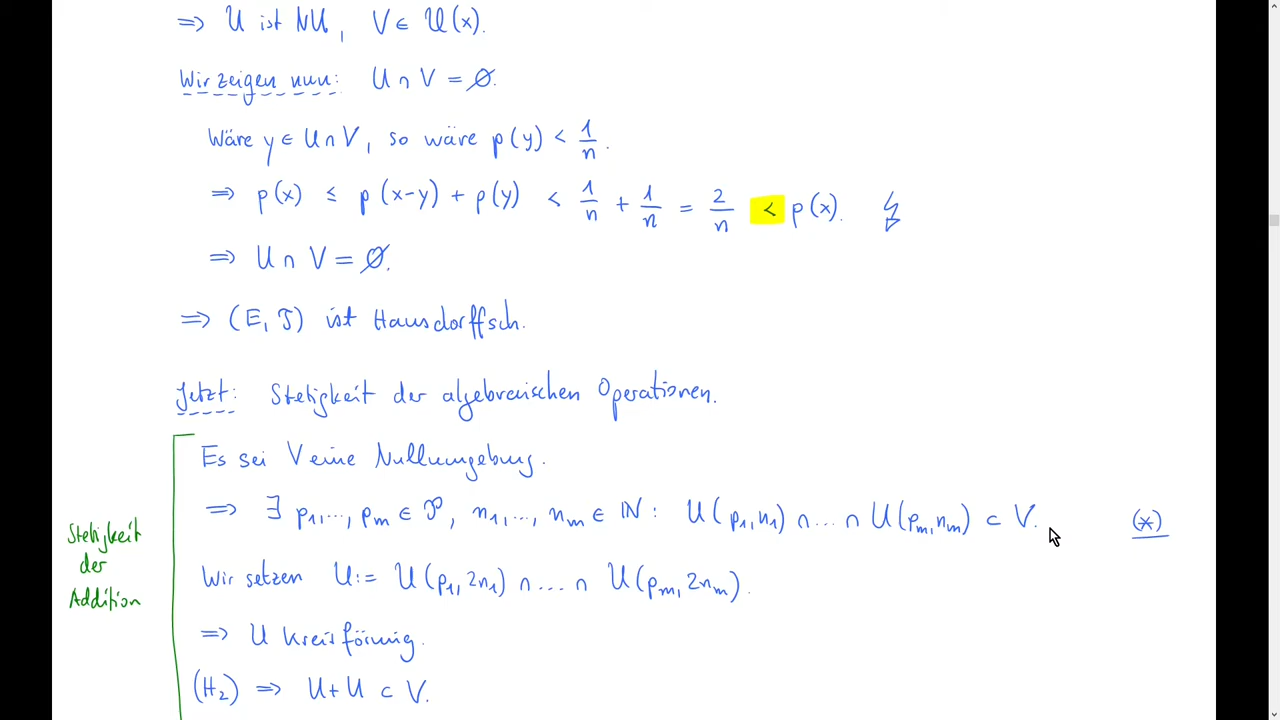 ⇒ U ist NU, V ∈ 𝒰(x).
Wir zeigen nun: U ∩ V = ∅.
Wäre y ∈ U ∩ V, so wäre p(y) < 1/n.
⇒ p(x) ≤ p(x-y) + p(y) < 1/n + 1/n = 2/n < p(x). ↯
⇒ U ∩ V = ∅.
⇒ (E, 𝒯) ist Hausdorffsch.
Jetzt: Stetigkeit der algebraischen Operationen.
Es sei V eine Nullumgebung.
⇒ ∃ p₁,..., pₘ ∈ 𝒫, n₁,..., nₘ ∈ ℕ: U(p₁,n₁) ∩ ... ∩ U(pₘ,nₘ) ⊂ V. (*)
Stetigkeit
der
Addition
Wir setzen U := U(p₁, 2n₁) ∩ ... ∩ U(pₘ, 2nₘ).
⇒ U kreisförmig.
(H₂) ⇒ U+U ⊂ V.